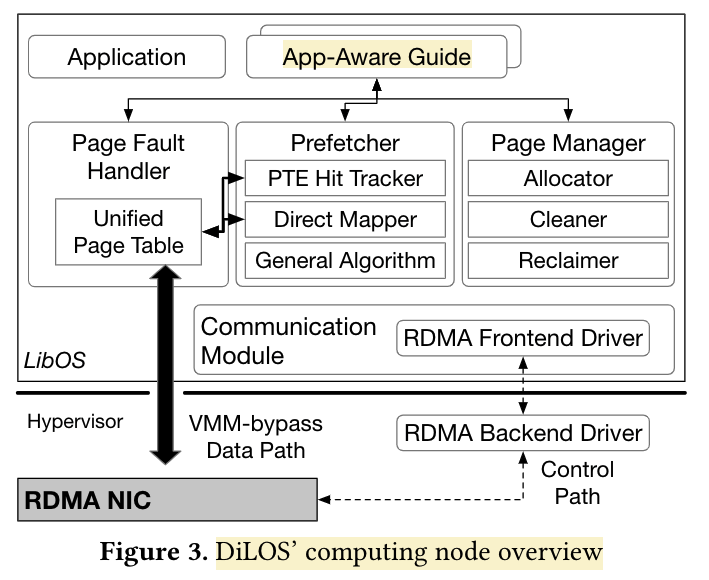 Application
App-Aware Guide
Page Fault
Handler
Unified
Page Table
Prefetcher
PTE Hit Tracker
Direct Mapper
General Algorithm
Page Manager
Allocator
Cleaner
Reclaimer
Communication
Module
RDMA Frontend Driver
LibOS
Hypervisor
VMM-bypass
Data Path
RDMA Backend Driver
Control
Path
RDMA NIC
Figure 3. DiLOS’ computing node overview